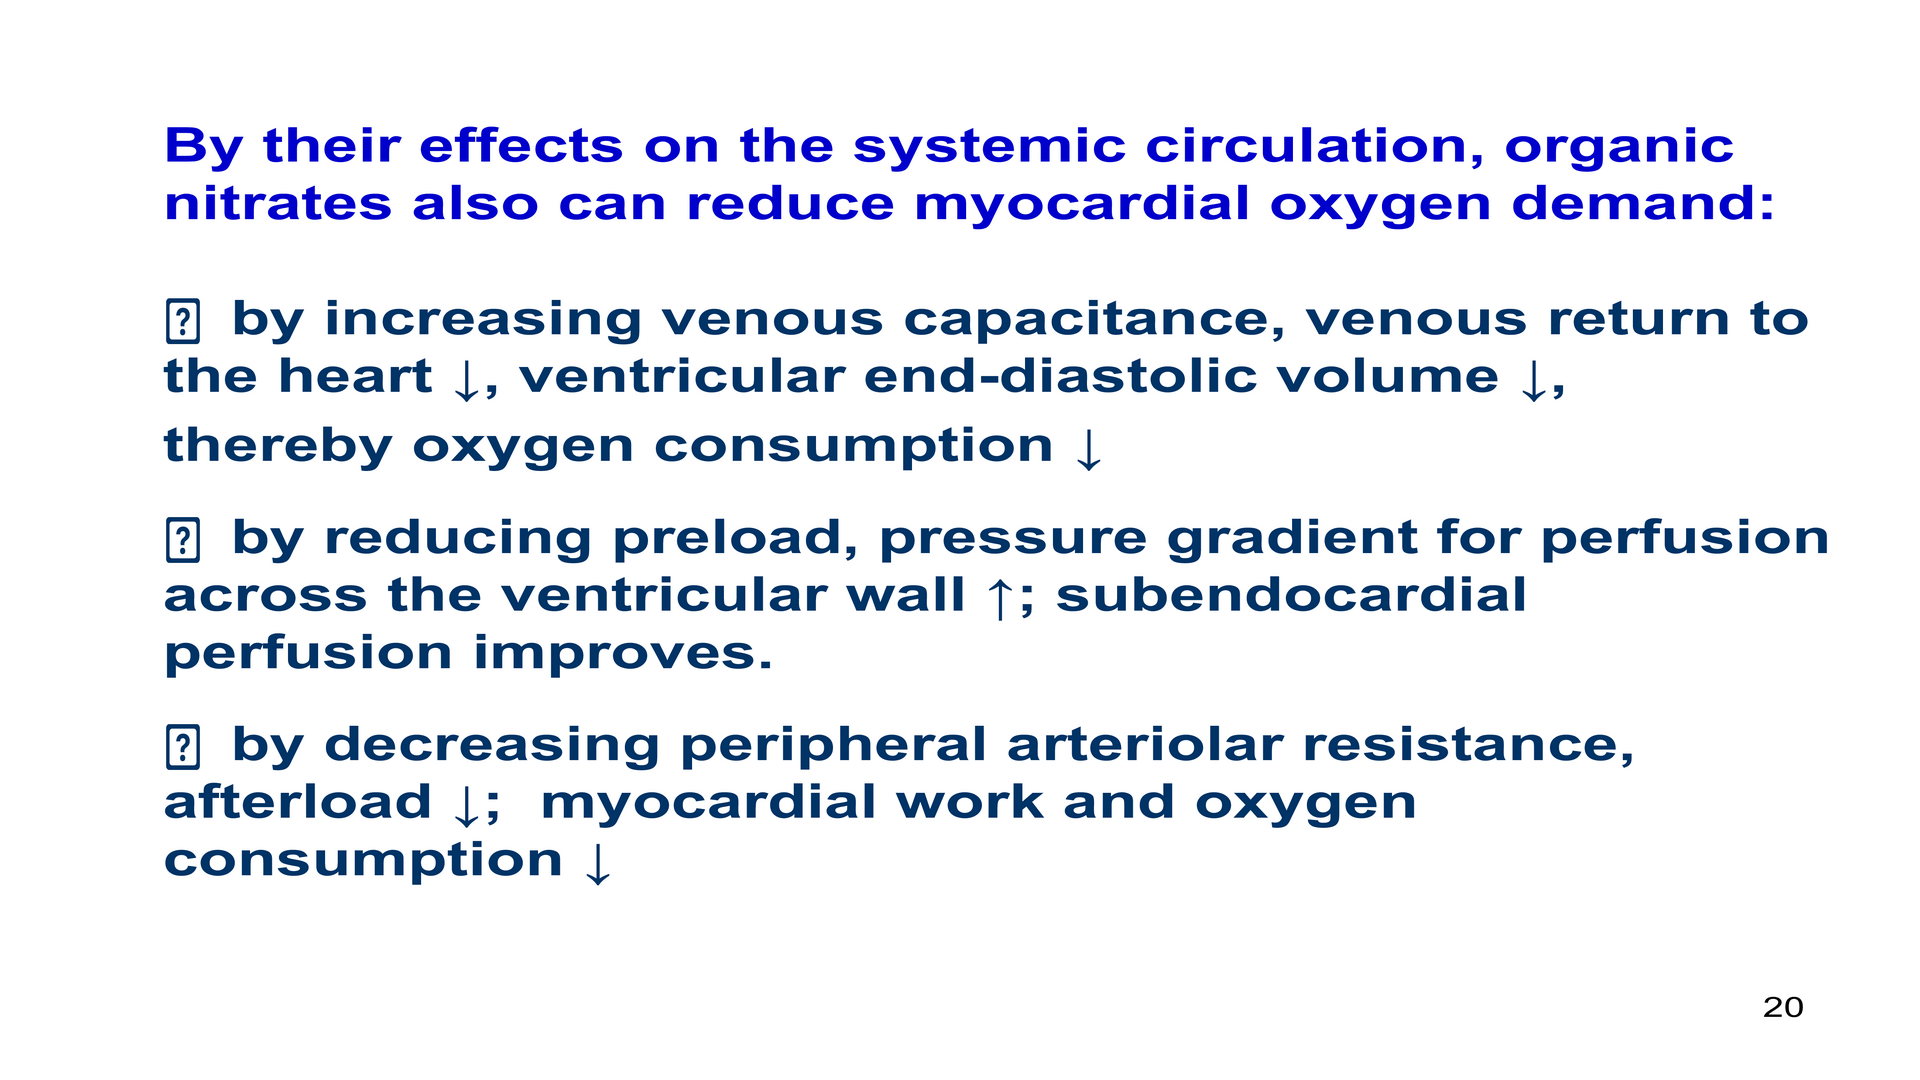 By their effects on the systemic circulation, organic
nitrates also can reduce myocardial oxygen demand:
⍰ by increasing venous capacitance, venous return to
the heart ↓, ventricular end-diastolic volume ↓,
thereby oxygen consumption ↓
⍰ by reducing preload, pressure gradient for perfusion
across the ventricular wall ↑; subendocardial
perfusion improves.
⍰ by decreasing peripheral arteriolar resistance,
afterload ↓;  myocardial work and oxygen
consumption ↓
20